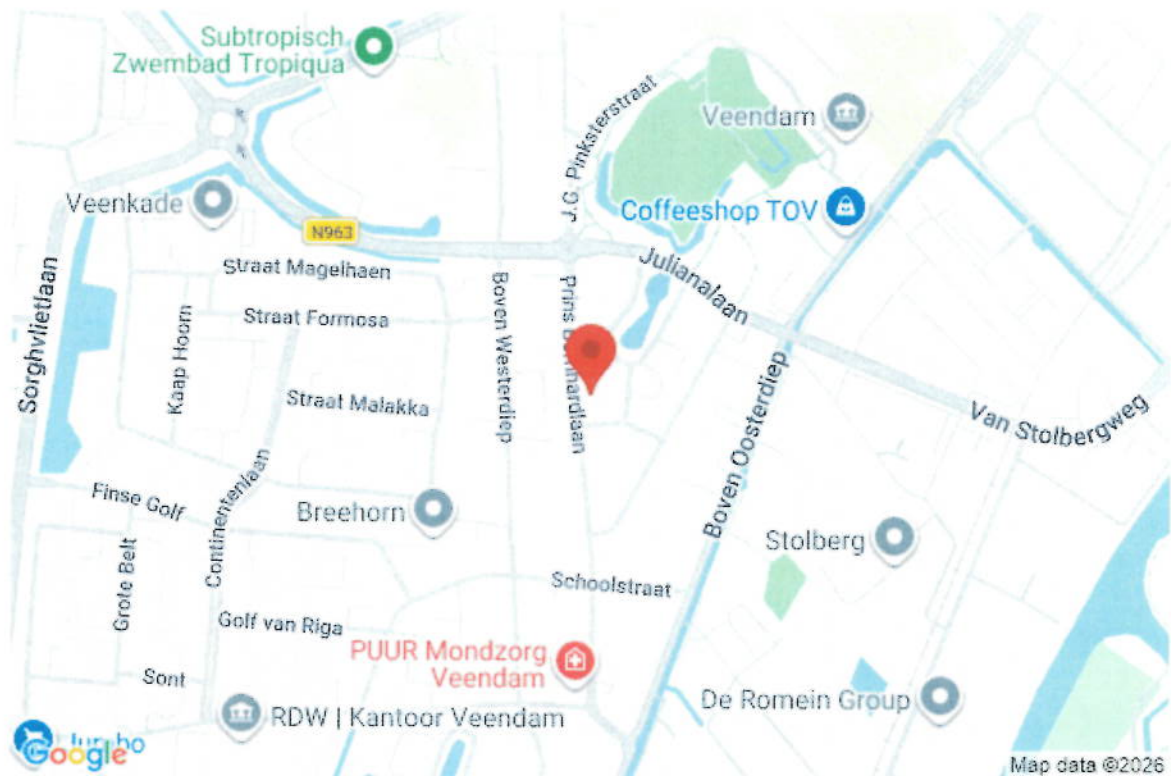 Subtropisch
Zwembad Tropiqua
J.G. Pinksterstraat
Veendam
Veenkade
Coffeeshop TOV
N963
Straat Magelhaen
Julianalaan
Sorghvlietlaan
Kaap Hoorn
Straat Formosa
Boven Westerdiep
Prins Bernhardlaan
Straat Malakka
Boven Oosterdiep
Van Stolbergweg
Finse Golf
Continentenlaan
Breehorn
Stolberg
Grote Belt
Schoolstraat
Golf van Riga
PUUR Mondzorg
Veendam
Sont
De Romein Group
RDW | Kantoor Veendam
Jumbo
Google
Map data ©2026